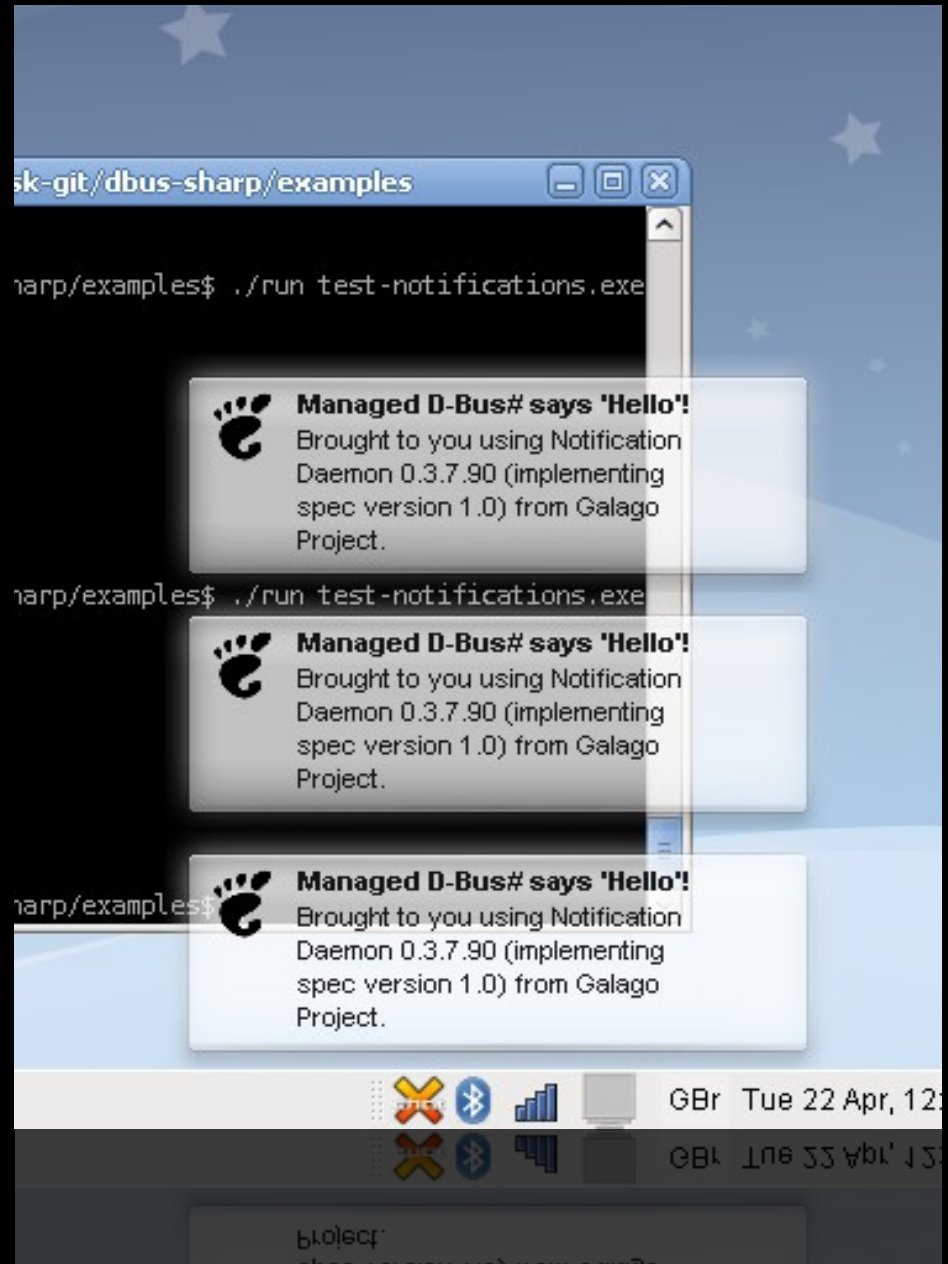 sk-git/dbus-sharp/examples
harp/examples$ ./run test-notifications.exe
Managed D-Bus# says 'Hello'!
Brought to you using Notification
Daemon 0.3.7.90 (implementing
spec version 1.0) from Galago
Project.
harp/examples$ ./run test-notifications.exe
Managed D-Bus# says 'Hello'!
Brought to you using Notification
Daemon 0.3.7.90 (implementing
spec version 1.0) from Galago
Project.
Managed D-Bus# says 'Hello'!
harp/examples$
Brought to you using Notification
Daemon 0.3.7.90 (implementing
spec version 1.0) from Galago
Project.
GBr Tue 22 Apr, 12: